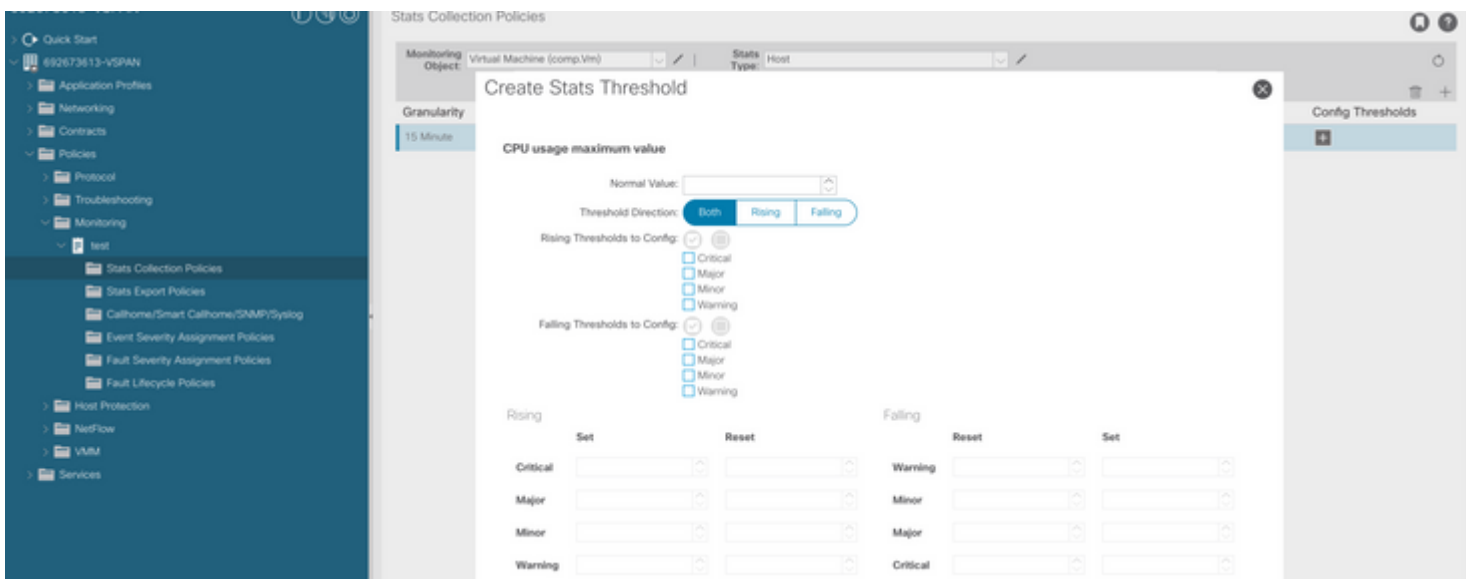 Stats Collection Policies
Quick Start
692673613-VSPAN
Application Profiles
Networking
Contracts
Policies
Protocol
Troubleshooting
Monitoring
test
Stats Collection Policies
Stats Export Policies
Callhome/Smart Callhome/SNMP/Syslog
Event Severity Assignment Policies
Fault Severity Assignment Policies
Fault Lifecycle Policies
Host Protection
NetFlow
VMM
Services
Monitoring Object: Virtual Machine (comp.Vm) Stats Type: Host
Granularity Config Thresholds
15 Minute
Create Stats Threshold
CPU usage maximum value
Normal Value:
Threshold Direction: Both Rising Falling
Rising Thresholds to Config:
Critical
Major
Minor
Warning
Falling Thresholds to Config:
Critical
Major
Minor
Warning
Rising Falling
Set Reset Reset Set
Critical Warning
Major Minor
Minor Major
Warning Critical